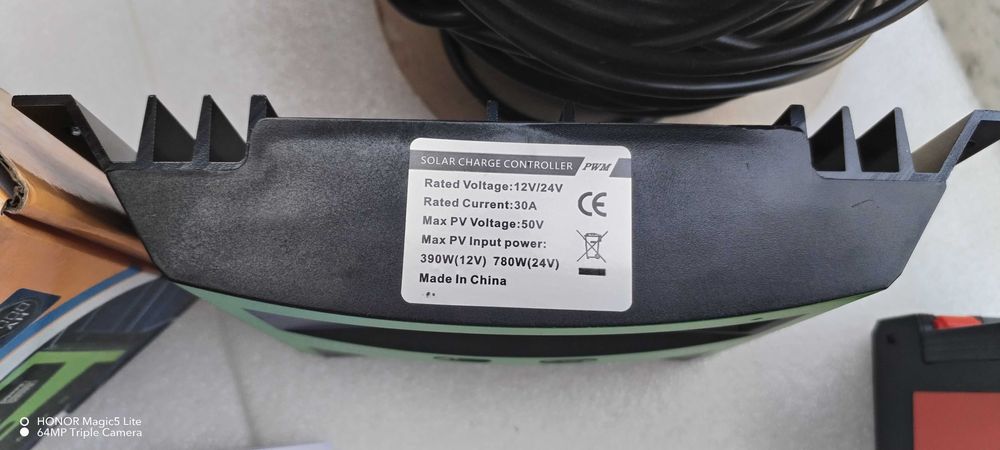 SOLAR CHARGE CONTROLLER PWM
Rated Voltage:12V/24V
Rated Current:30A
Max PV Voltage:50V
Max PV Input power:
390W(12V) 780W(24V)
Made In China
CE
HONOR Magic5 Lite
64MP Triple Camera